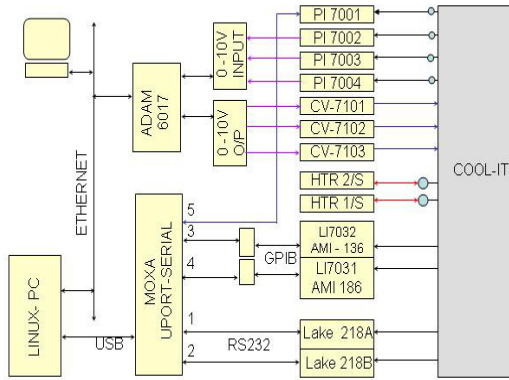 PI 7001
PI 7002
PI 7003
PI 7004
0 -10V
INPUT
ADAM
6017
0 -10V
O/P
CV-7101
CV-7102
CV-7103
COOL-IT
HTR 2/S
HTR 1/S
ETHERNET
5
3
4
1
2
MOXA
UPORT-SERIAL
GPIB
LI7032
AMI - 136
LI7031
AMI 186
LINUX- PC
USB
RS232
Lake 218A
Lake 218B